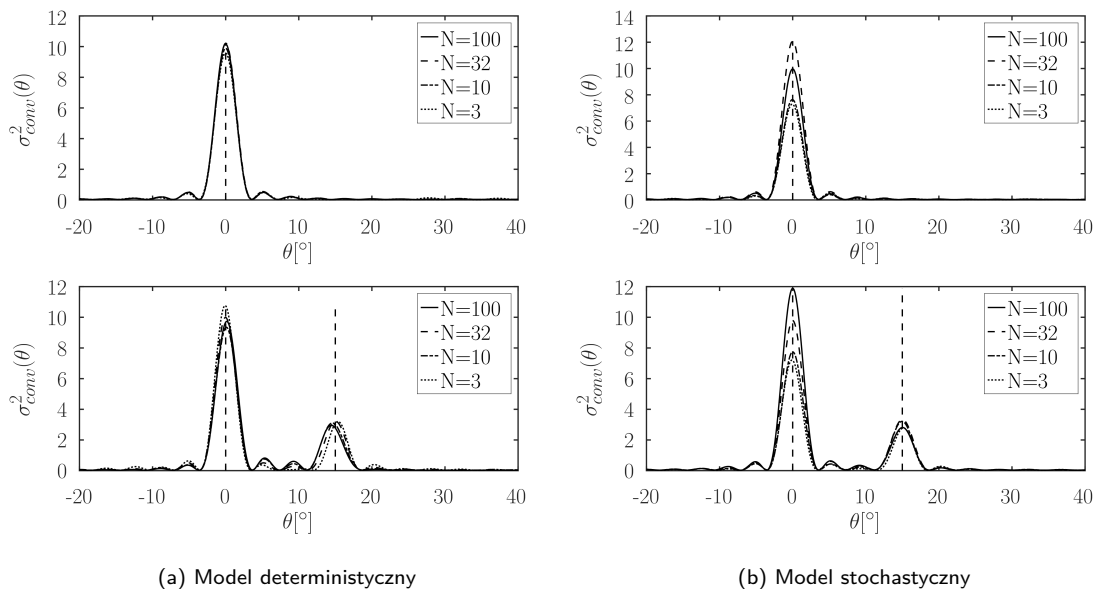 12
10
8
6
4
2
0
-20 -10 0 10 20 30 40
σ²conv(θ)
θ[°]
N=100
N=32
N=10
N=3
14
12
10
8
6
4
2
0
-20 -10 0 10 20 30 40
σ²conv(θ)
θ[°]
N=100
N=32
N=10
N=3
12
10
8
6
4
2
0
-20 -10 0 10 20 30 40
σ²conv(θ)
θ[°]
N=100
N=32
N=10
N=3
12
10
8
6
4
2
0
-20 -10 0 10 20 30 40
σ²conv(θ)
θ[°]
N=100
N=32
N=10
N=3
(a) Model deterministyczny
(b) Model stochastyczny